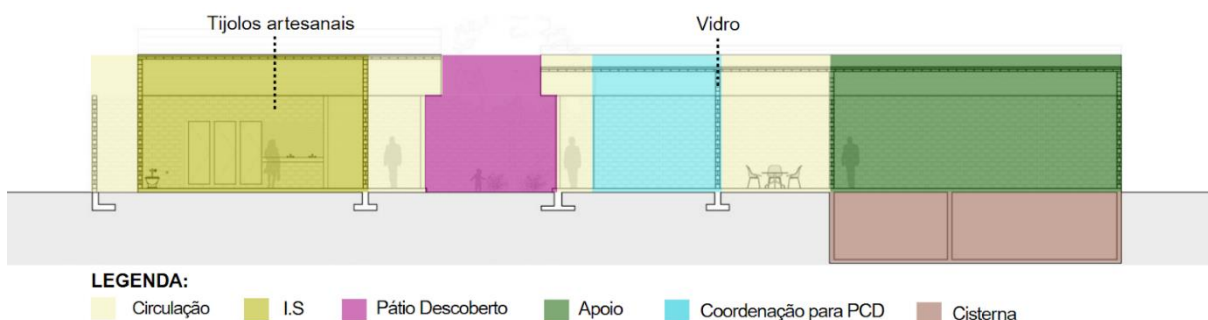 Tijolos artesanais
Vidro
LEGENDA:
Circulação
I.S
Pátio Descoberto
Apoio
Coordenação para PCD
Cisterna